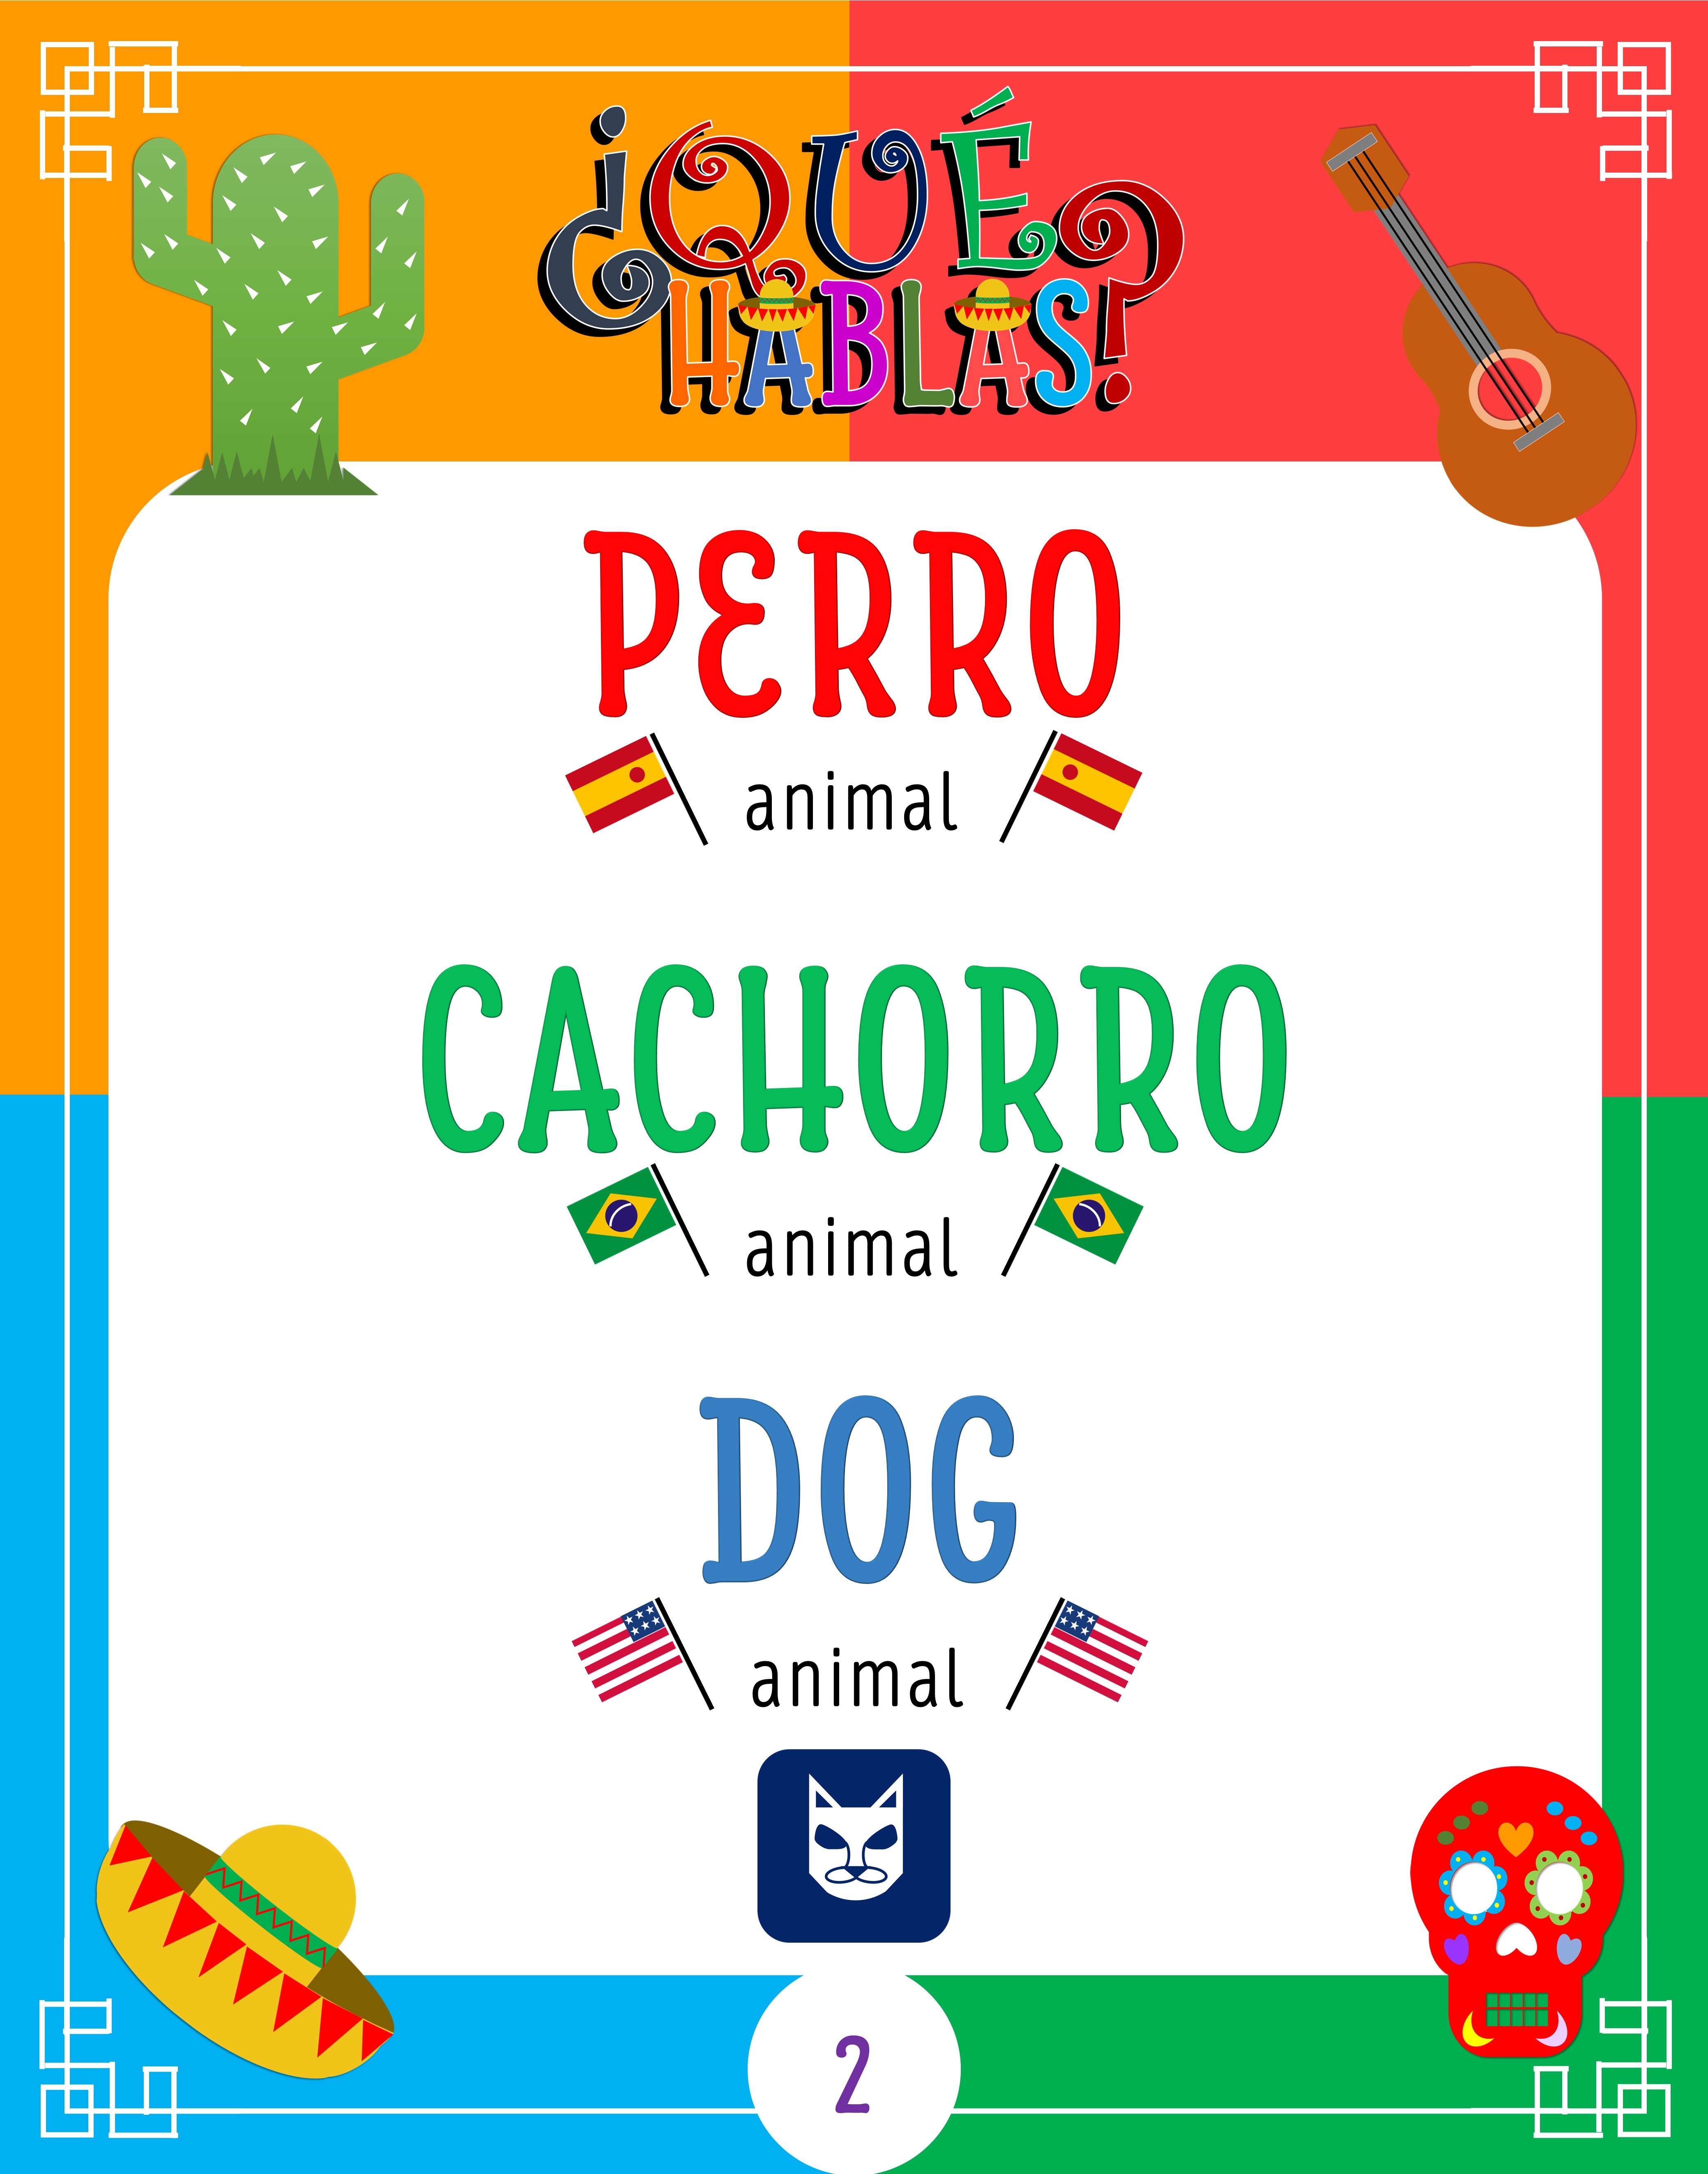 ¿QUÉ?
HABLAS!
PERRO
animal
CACHORRO
animal
DOG
animal
2